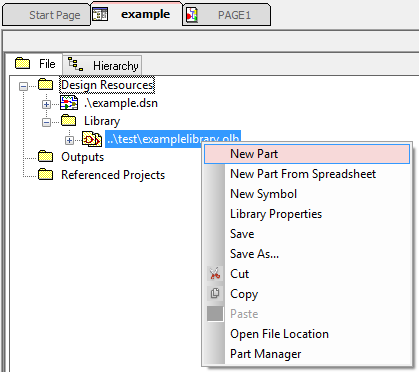 Start Page
example
PAGE1
File
Hierarchy
Design Resources
.\example.dsn
Library
..\test\examplelibrary.olb
Outputs
Referenced Projects
New Part
New Part From Spreadsheet
New Symbol
Library Properties
Save
Save As...
Cut
Copy
Paste
Open File Location
Part Manager